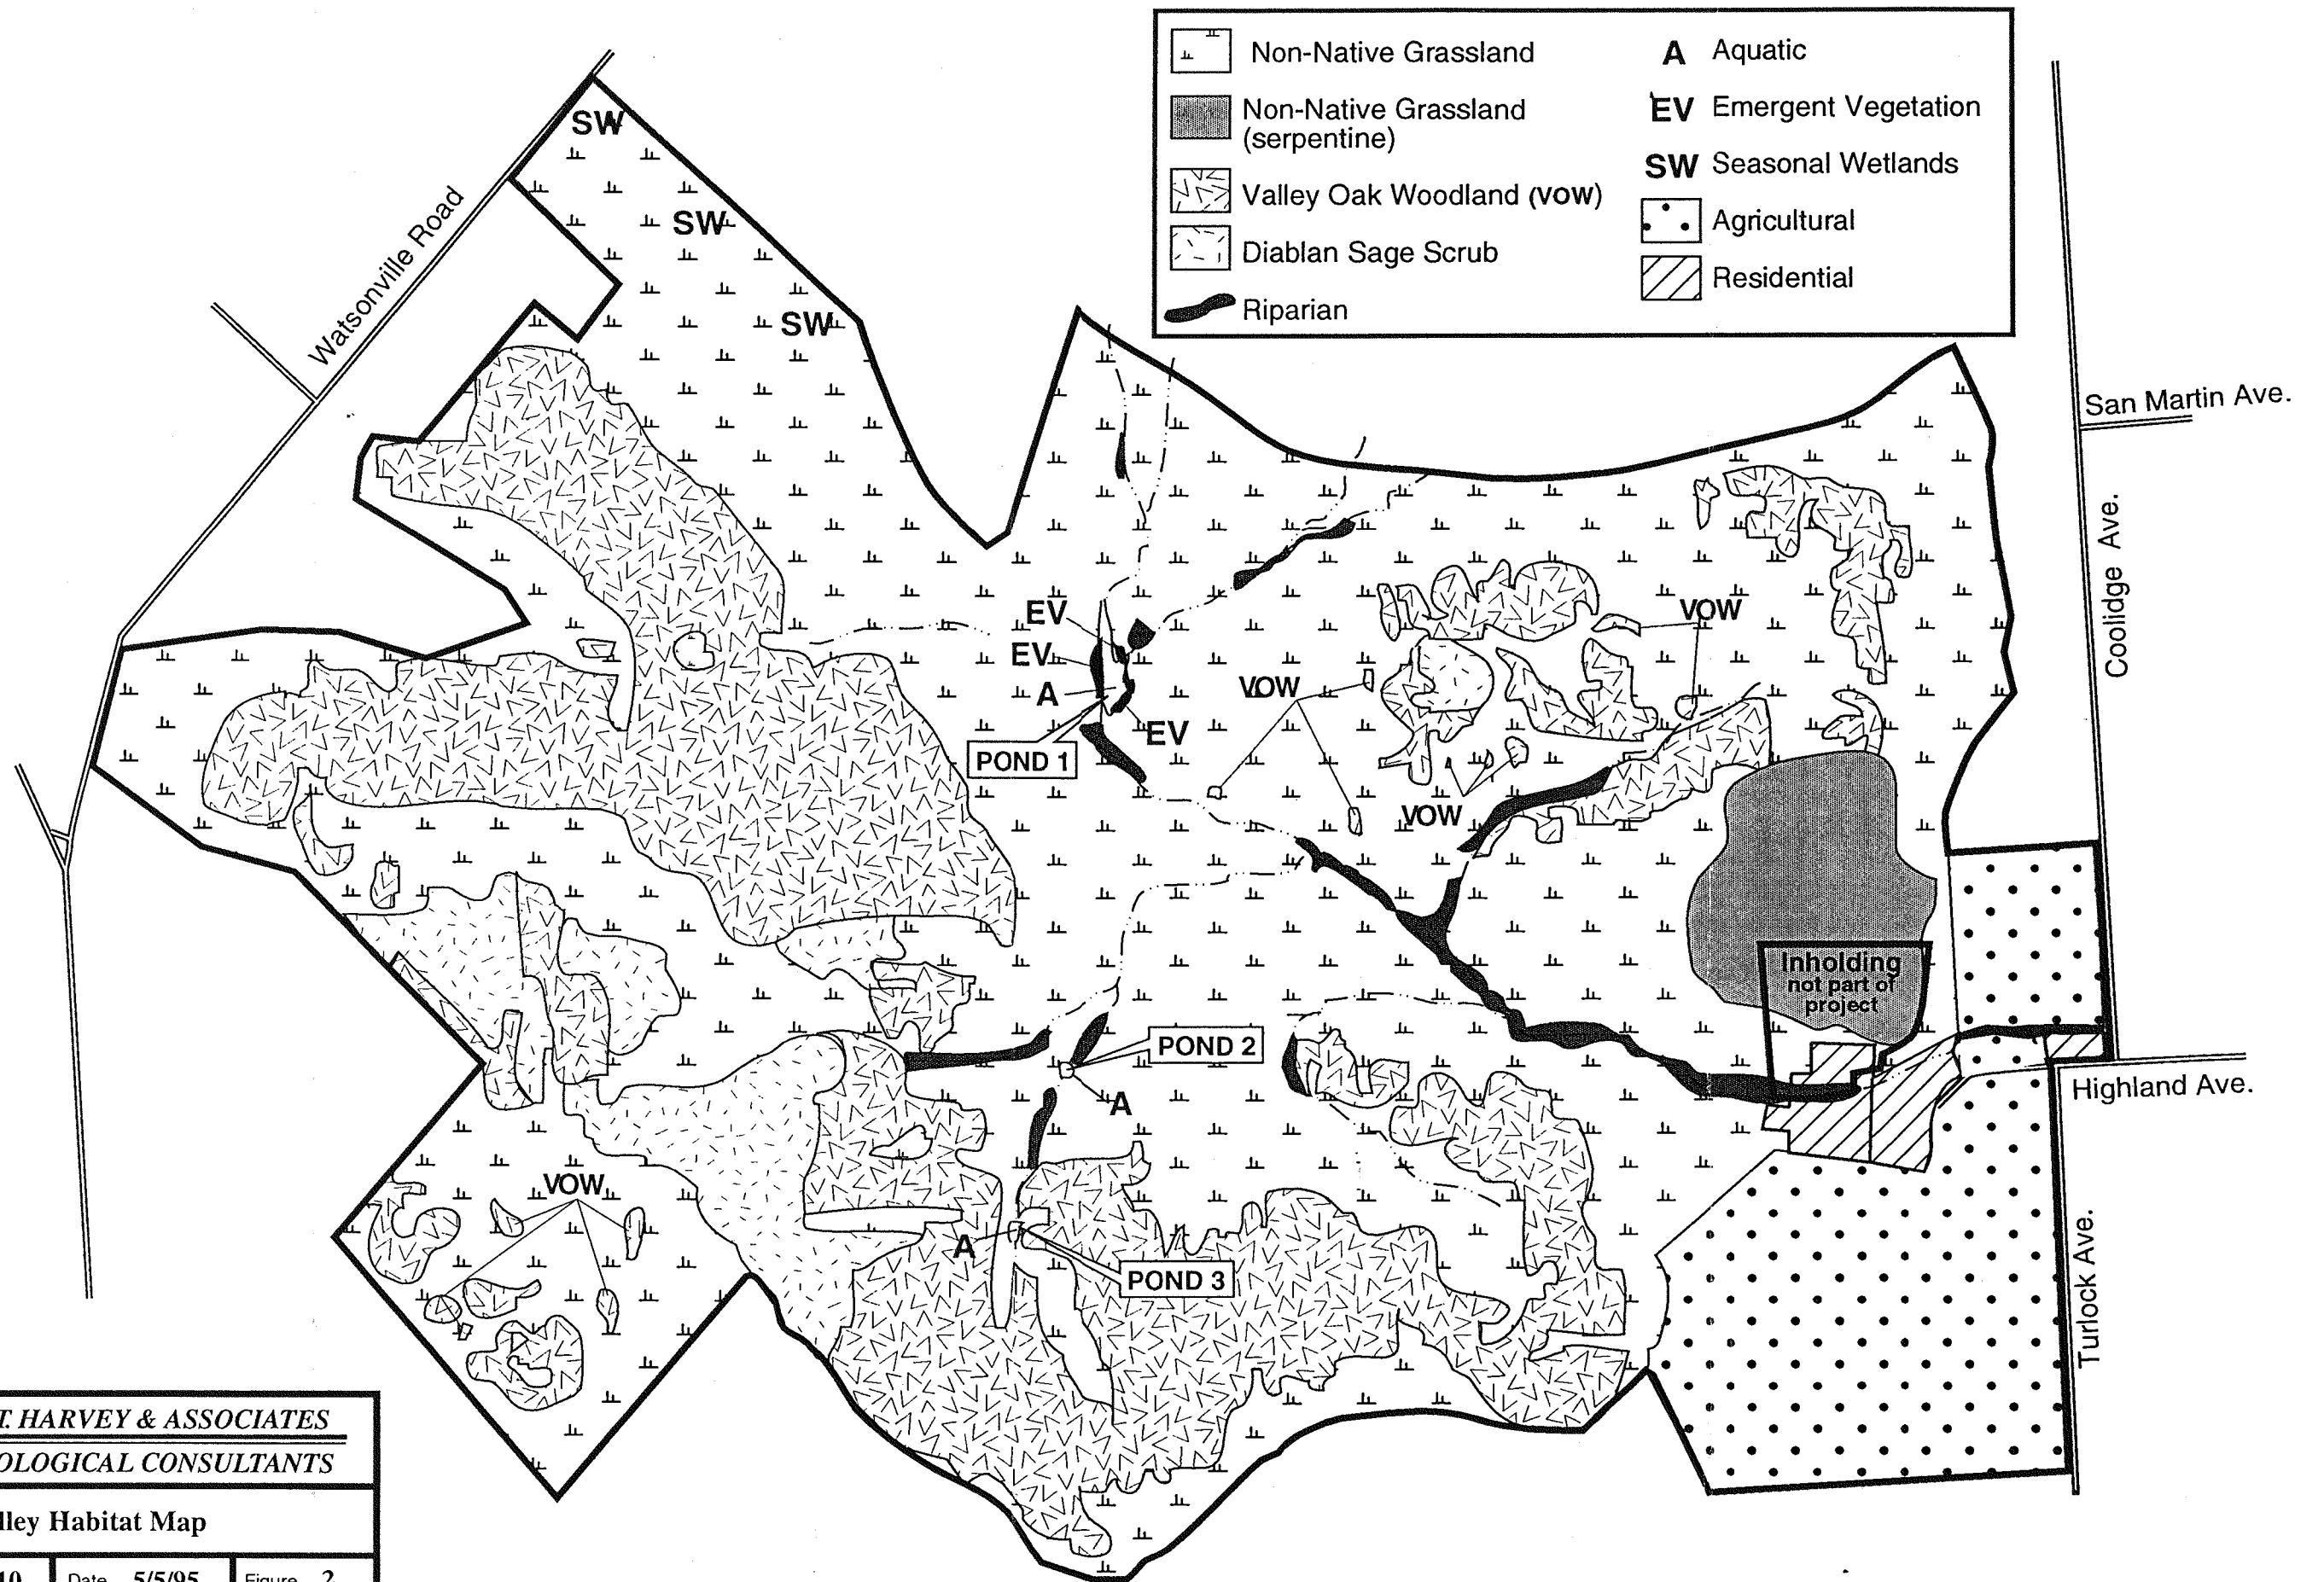 Non-Native Grassland
Non-Native Grassland
(serpentine)
Valley Oak Woodland (VOW)
Diablan Sage Scrub
Riparian
A Aquatic
EV Emergent Vegetation
SW Seasonal Wetlands
Agricultural
Residential
Watsonville Road
SW
SW
SW
San Martin Ave.
Coolidge Ave.
EV
EV
A
EV
POND 1
VOW
VOW
VOW
Inholding
not part of
project
POND 2
A
Highland Ave.
VOW
A
POND 3
Turlock Ave.
T. HARVEY & ASSOCIATES
OLOGICAL CONSULTANTS
lley Habitat Map
10
Date 5/5/95
Figure 2